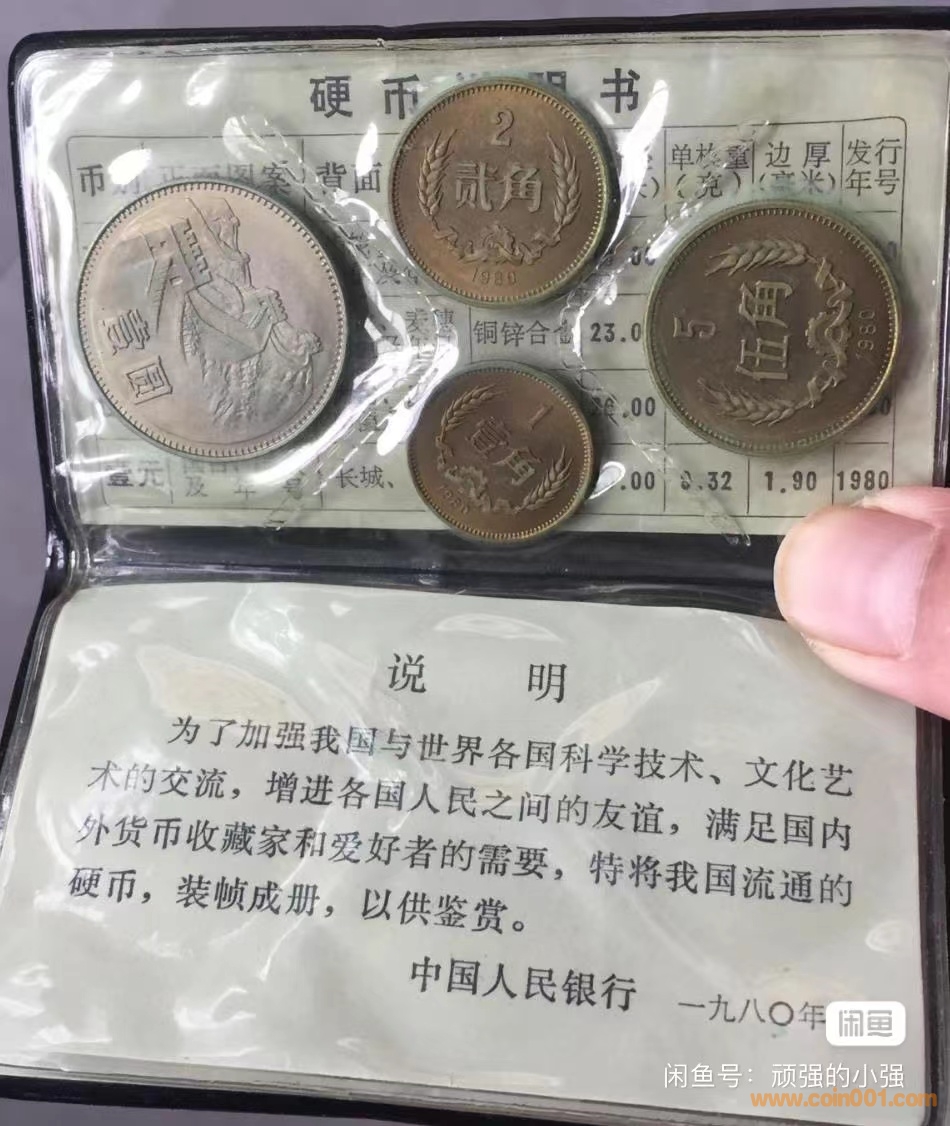 硬币 明书
币 正面图案 背面 单枚重 边厚 发行
(克) (毫米) 年号
铜锌合金 23.0
26.00
壹元 及年号 长城、 .00 9.32 1.90 1980
2
贰角
1980
壹圆
5
伍角
1980
1
壹角
说 明
为了加强我国与世界各国科学技术、文化艺
术的交流，增进各国人民之间的友谊，满足国内
外货币收藏家和爱好者的需要，特将我国流通的
硬币，装帧成册，以供鉴赏。
中国人民银行 一九八〇年
闲鱼
闲鱼号：顽强的小强
www.coin001.com